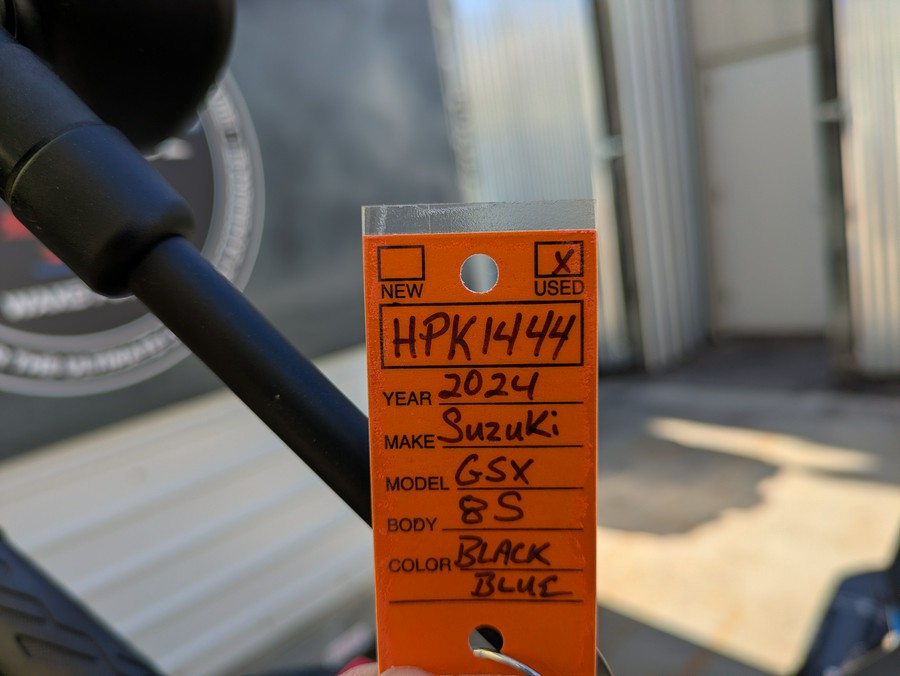 NEW X USED
HPK1444
YEAR 2024
MAKE Suzuki
MODEL GSX
BODY 8S
COLOR BLACK
BLUE